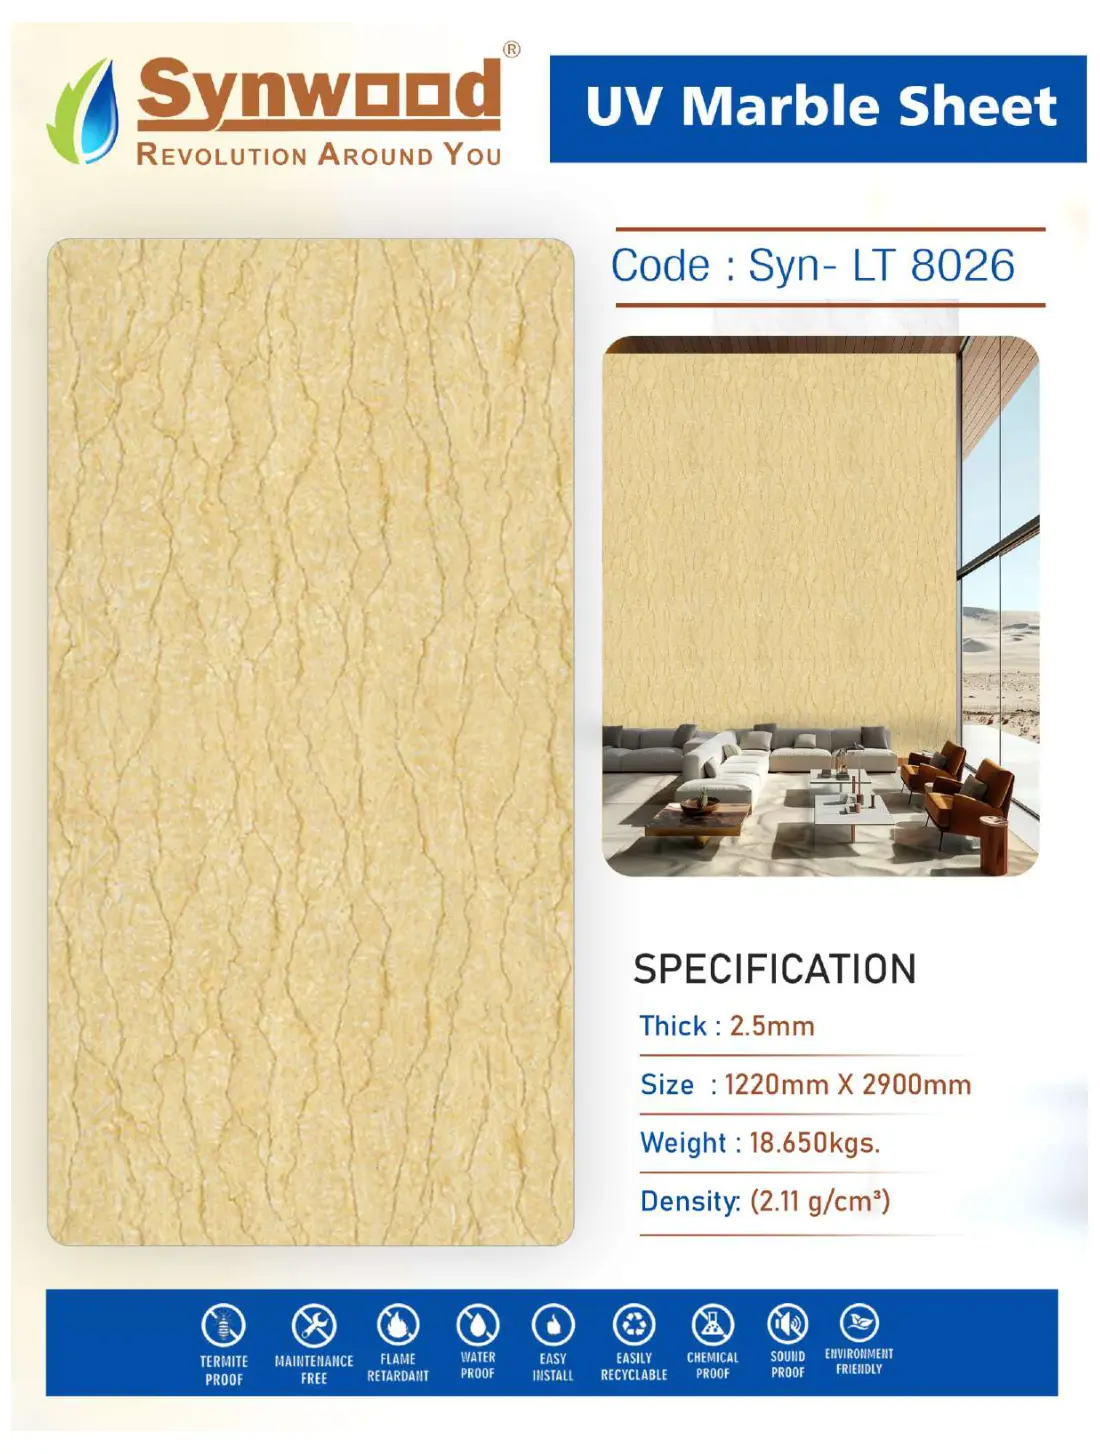 Synwood®
REVOLUTION AROUND YOU
UV Marble Sheet
Code : Syn- LT 8026
SPECIFICATION
Thick : 2.5mm
Size : 1220mm X 2900mm
Weight : 18.650kgs.
Density: (2.11 g/cm³)
TERMITE
PROOF
MAINTENANCE
FREE
FLAME
RETARDANT
WATER
PROOF
EASY
INSTALL
EASILY
RECYCLABLE
CHEMICAL
PROOF
SOUND
PROOF
ENVIRONMENT
FRIENDLY